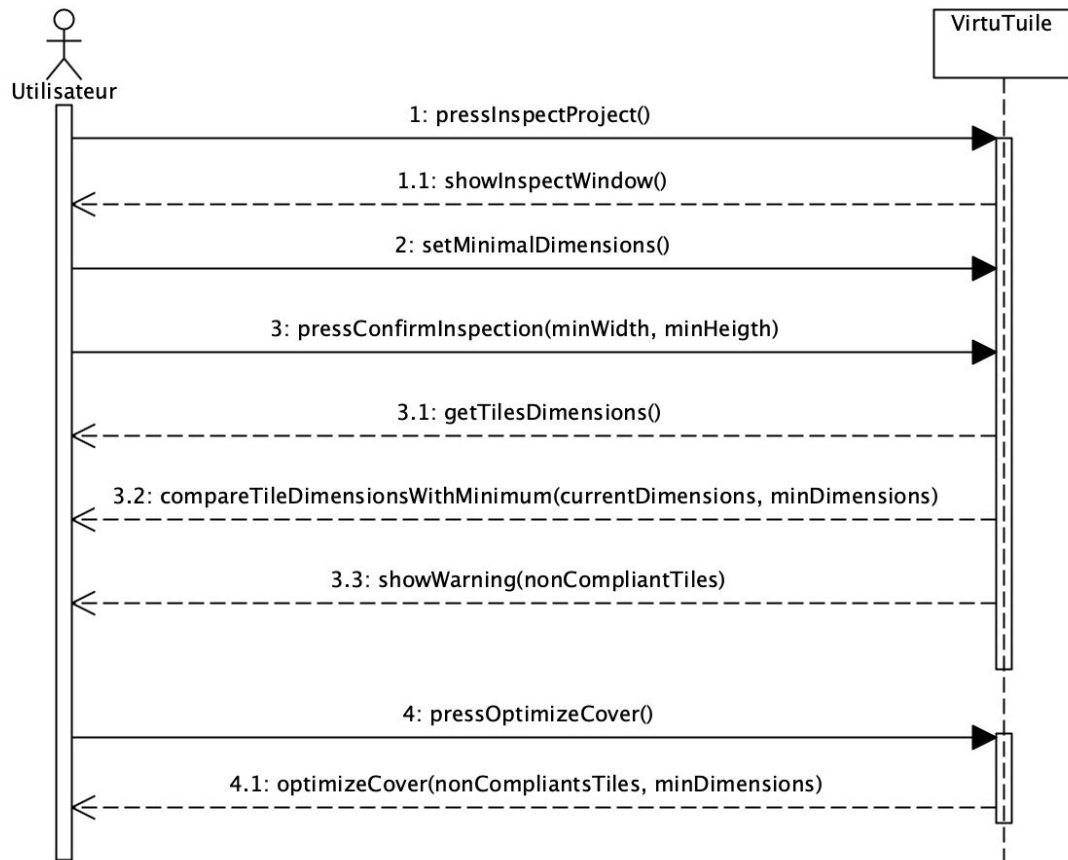 VirtuTuile
Utilisateur
1: pressInspectProject()
1.1: showInspectWindow()
2: setMinimalDimensions()
3: pressConfirmInspection(minWidth, minHeigth)
3.1: getTilesDimensions()
3.2: compareTileDimensionsWithMinimum(currentDimensions, minDimensions)
3.3: showWarning(nonCompliantTiles)
4: pressOptimizeCover()
4.1: optimizeCover(nonCompliantsTiles, minDimensions)